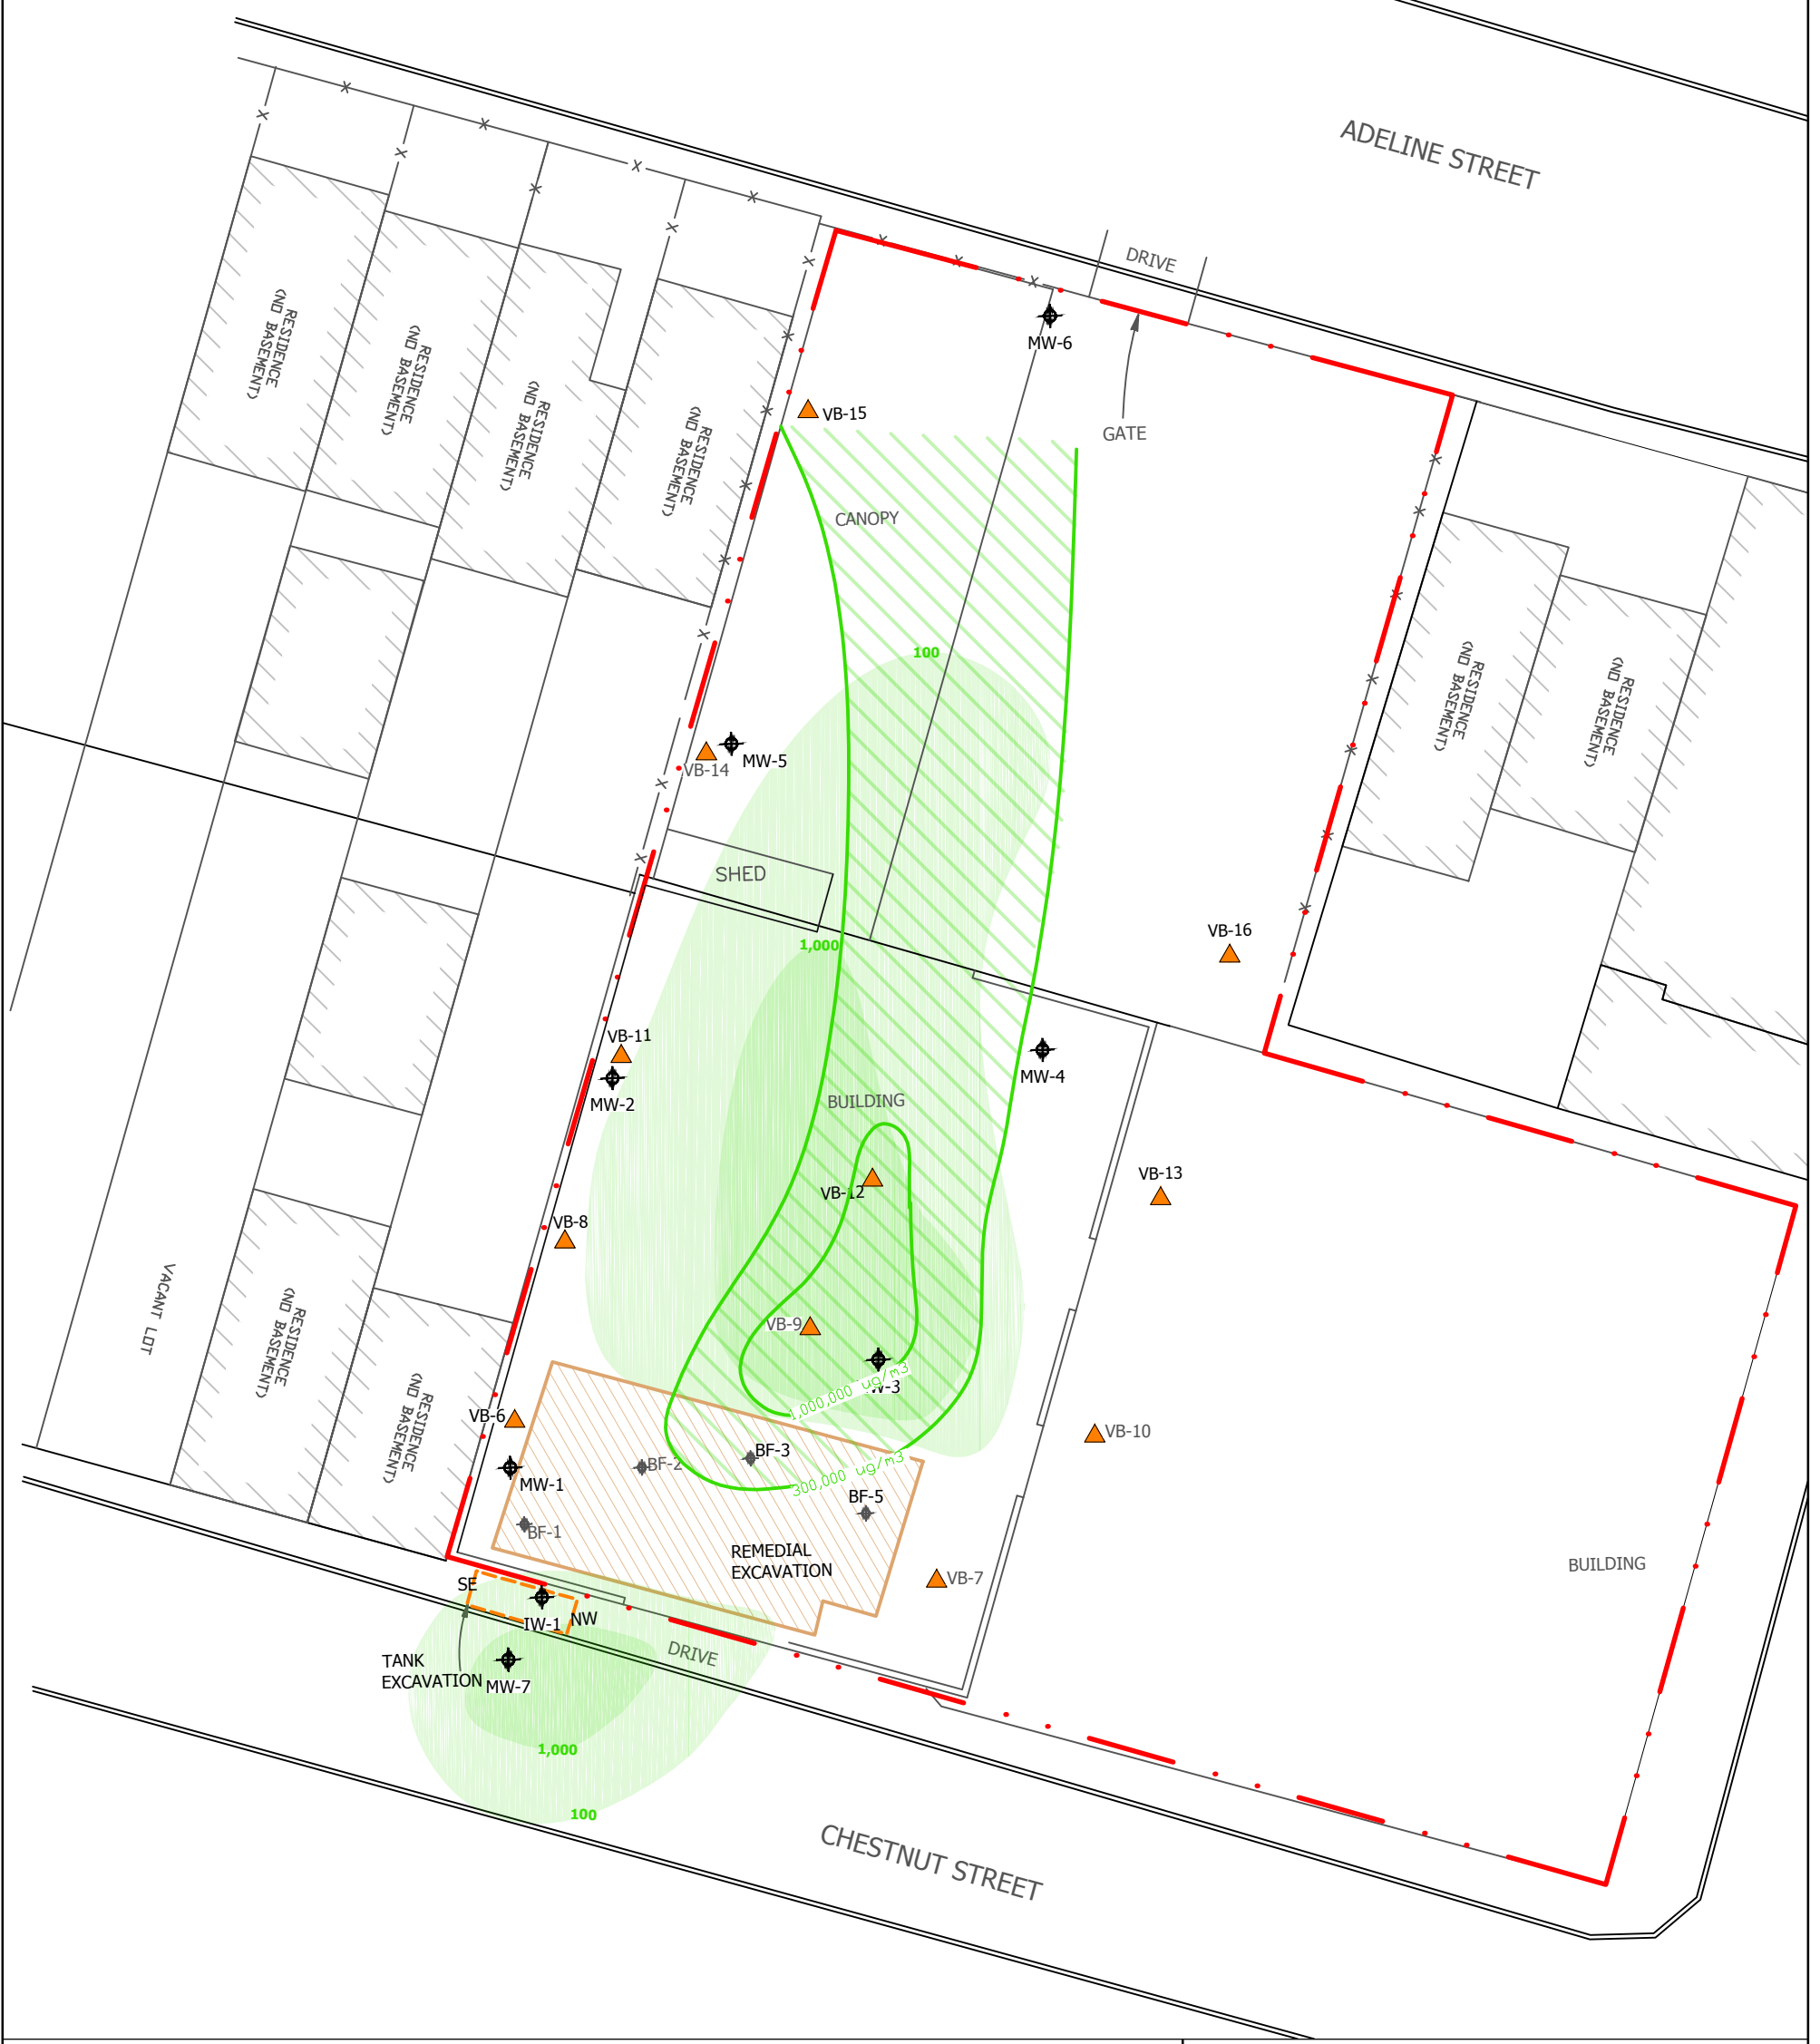 ADELINE STREET
DRIVE
RESIDENCE
(NO BASEMENT)
RESIDENCE
(NO BASEMENT)
RESIDENCE
(NO BASEMENT)
RESIDENCE
(NO BASEMENT)
MW-6
VB-15
GATE
CANOPY
100
RESIDENCE
(NO BASEMENT)
RESIDENCE
(NO BASEMENT)
MW-5
VB-14
SHED
1,000
VB-16
VB-11
MW-2
MW-4
BUILDING
VB-12
VB-13
VB-8
VACANT LOT
RESIDENCE
(NO BASEMENT)
RESIDENCE
(NO BASEMENT)
VB-9
W-3
1,000,000 ug/m3
VB-6
VB-10
BF-3
BF-2
300,000 ug/m3
MW-1
BF-5
BF-1
REMEDIAL
EXCAVATION
BUILDING
VB-7
SE
IW-1
NW
DRIVE
TANK
EXCAVATION
MW-7
1,000
100
CHESTNUT STREET